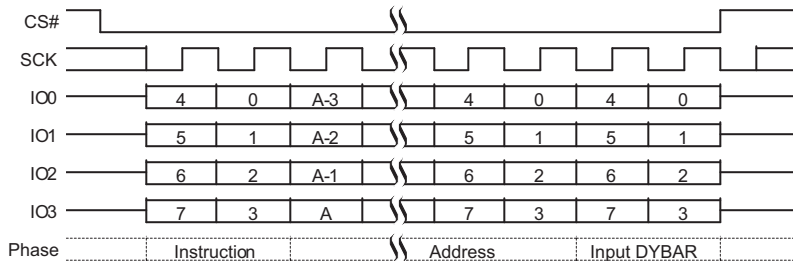 CS#
SCK
IO0 4 0 A-3 4 0 4 0
IO1 5 1 A-2 5 1 5 1
IO2 6 2 A-1 6 2 6 2
IO3 7 3 A 7 3 7 3
Phase Instruction Address Input DYBAR